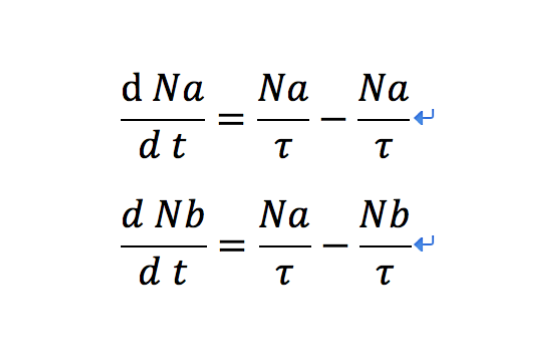 d Na / d t = Na / τ − Na / τ ↵
d Nb / d t = Na / τ − Nb / τ ↵